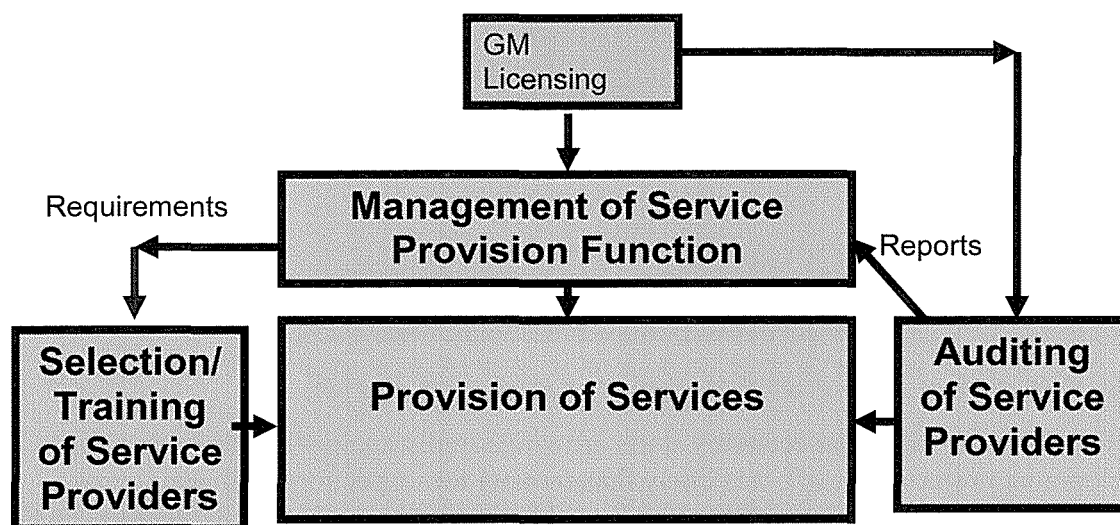 GM
Licensing
Requirements
Management of Service
Provision Function
Reports
Selection/
Training
of Service
Providers
Provision of Services
Auditing
of Service
Providers